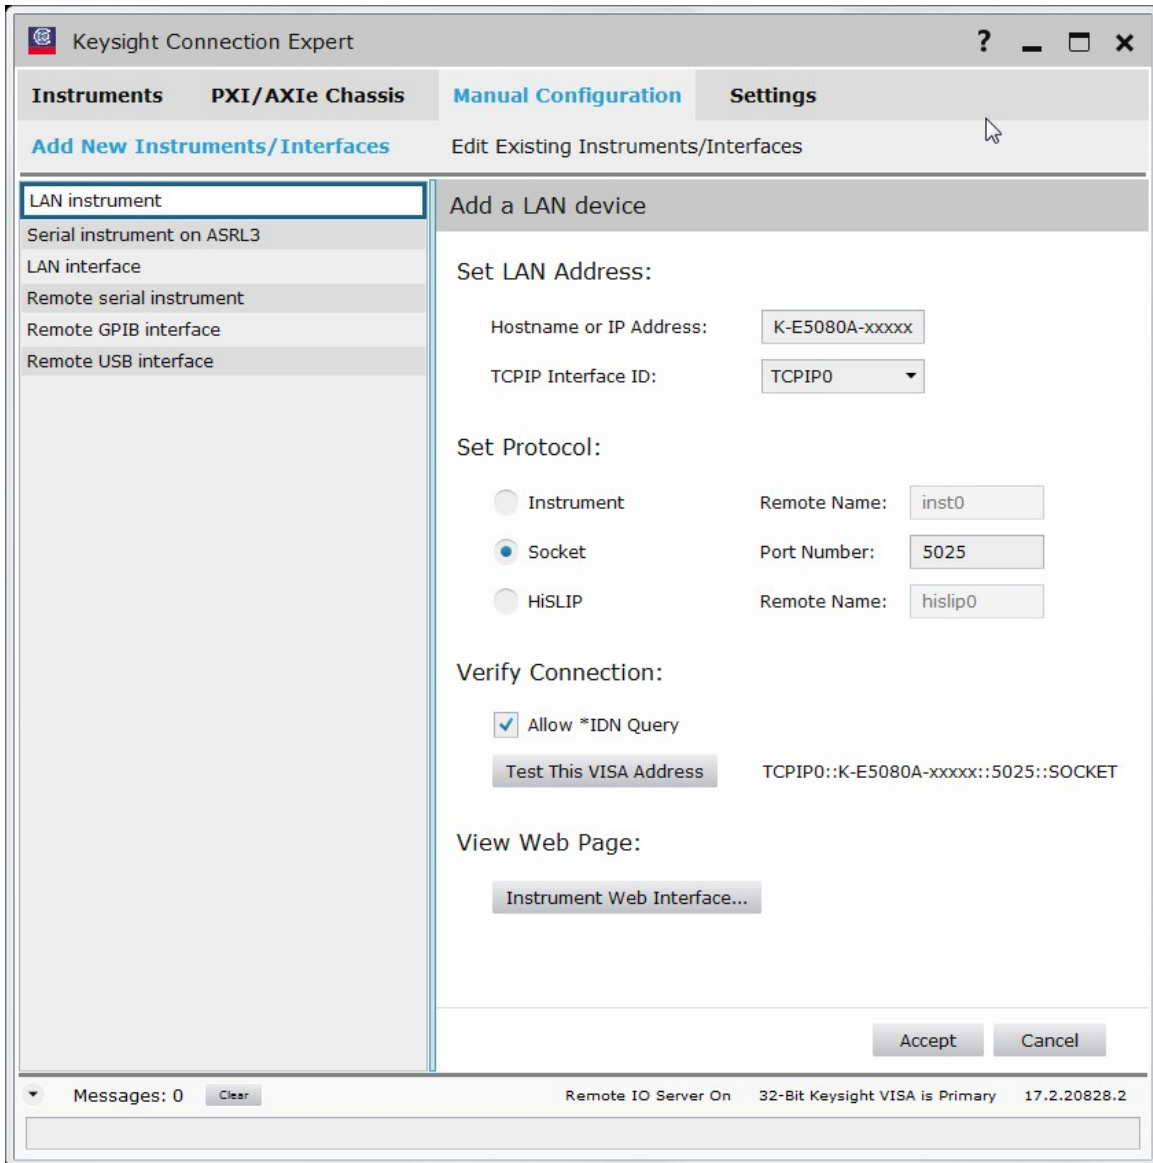 Keysight Connection Expert
?
Instruments PXI/AXIe Chassis Manual Configuration Settings
Add New Instruments/Interfaces Edit Existing Instruments/Interfaces
LAN instrument
Serial instrument on ASRL3
LAN interface
Remote serial instrument
Remote GPIB interface
Remote USB interface
Add a LAN device
Set LAN Address:
Hostname or IP Address: K-E5080A-xxxxx
TCPIP Interface ID: TCPIP0
Set Protocol:
Instrument Remote Name: inst0
Socket Port Number: 5025
HiSLIP Remote Name: hislip0
Verify Connection:
Allow *IDN Query
Test This VISA Address TCPIP0::K-E5080A-xxxxx::5025::SOCKET
View Web Page:
Instrument Web Interface...
Accept Cancel
Messages: 0 Clear Remote IO Server On 32-Bit Keysight VISA is Primary 17.2.20828.2